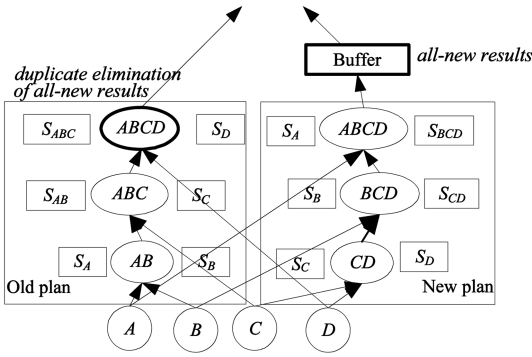 Buffer
all-new results
duplicate elimination
of all-new results
S_ABC ABCD S_D
S_A ABCD S_BCD
S_AB ABC S_C
S_B BCD S_CD
S_A AB S_B
S_C CD S_D
Old plan
New plan
A B C D